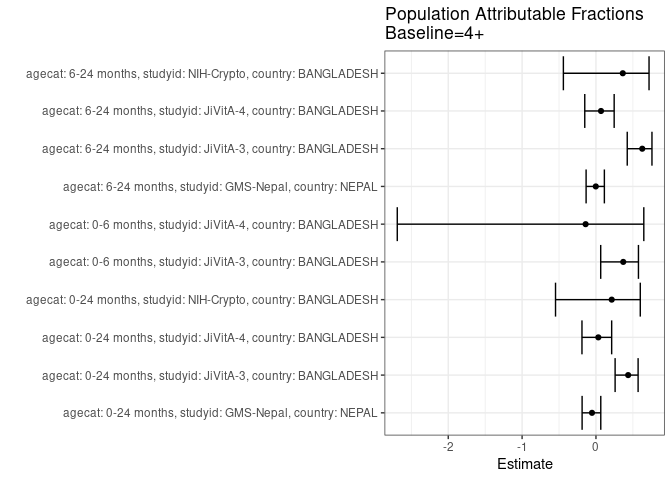 Population Attributable Fractions
Baseline=4+
agecat: 6-24 months, studyid: NIH-Crypto, country: BANGLADESH
agecat: 6-24 months, studyid: JiVitA-4, country: BANGLADESH
agecat: 6-24 months, studyid: JiVitA-3, country: BANGLADESH
agecat: 6-24 months, studyid: GMS-Nepal, country: NEPAL
agecat: 0-6 months, studyid: JiVitA-4, country: BANGLADESH
agecat: 0-6 months, studyid: JiVitA-3, country: BANGLADESH
agecat: 0-24 months, studyid: NIH-Crypto, country: BANGLADESH
agecat: 0-24 months, studyid: JiVitA-4, country: BANGLADESH
agecat: 0-24 months, studyid: JiVitA-3, country: BANGLADESH
agecat: 0-24 months, studyid: GMS-Nepal, country: NEPAL
-2 -1 0
Estimate